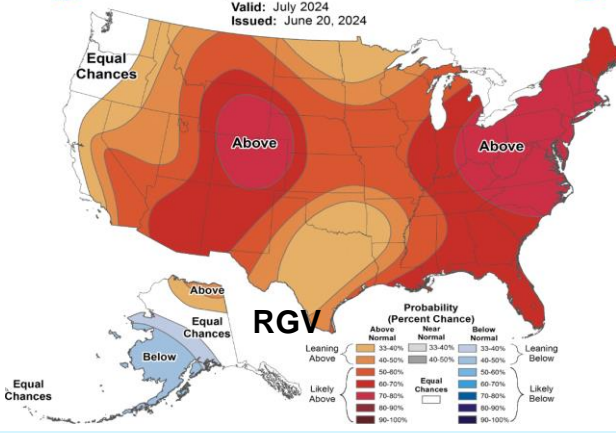 Valid: July 2024
Issued: June 20, 2024
Equal
Chances
Above
Above
Above
Equal
Chances
Below
Equal
Chances
RGV
Probability
(Percent Chance)
Above
Normal
Near
Normal
Below
Normal
Leaning
Above
33-40%
33-40%
33-40%
Leaning
Below
40-50%
40-50%
40-50%
Likely
Above
50-60%
50-60%
Likely
Below
60-70%
Equal
Chances
60-70%
70-80%
70-80%
80-90%
80-90%
90-100%
90-100%